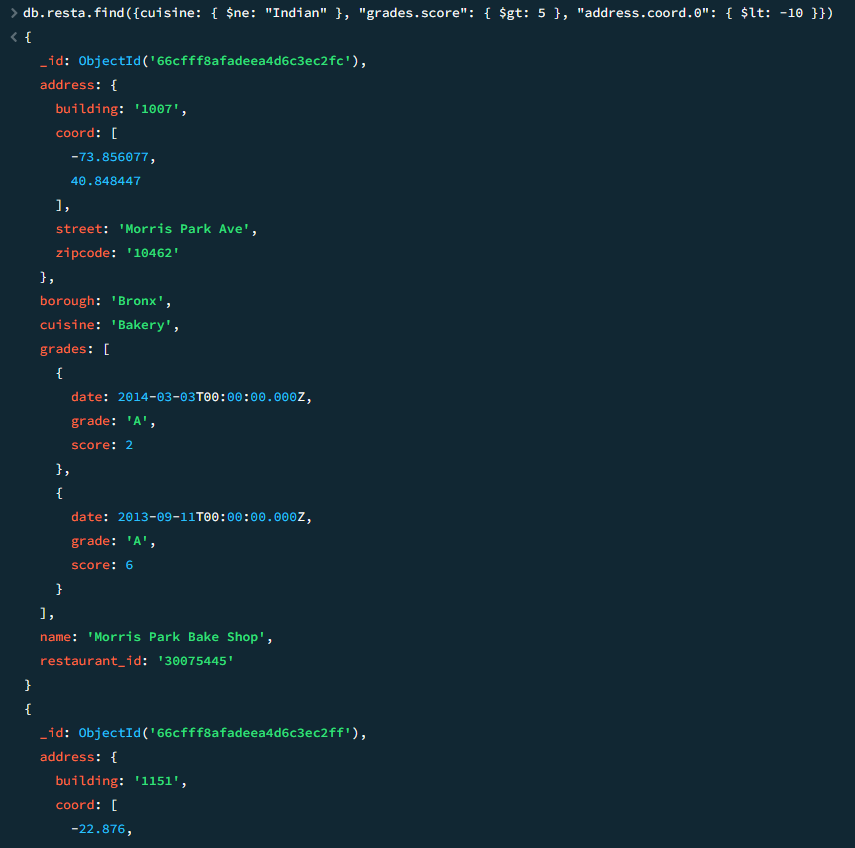 > db.resta.find({cuisine: { $ne: "Indian" }, "grades.score": { $gt: 5 }, "address.coord.0": { $lt: -10 }})
< {
    _id: ObjectId('66cfff8afadeea4d6c3ec2fc'),
    address: {
      building: '1007',
      coord: [
        -73.856077,
        40.848447
      ],
      street: 'Morris Park Ave',
      zipcode: '10462'
    },
    borough: 'Bronx',
    cuisine: 'Bakery',
    grades: [
      {
        date: 2014-03-03T00:00:00.000Z,
        grade: 'A',
        score: 2
      },
      {
        date: 2013-09-11T00:00:00.000Z,
        grade: 'A',
        score: 6
      }
    ],
    name: 'Morris Park Bake Shop',
    restaurant_id: '30075445'
  }
  {
    _id: ObjectId('66cfff8afadeea4d6c3ec2ff'),
    address: {
      building: '1151',
      coord: [
        -22.876,